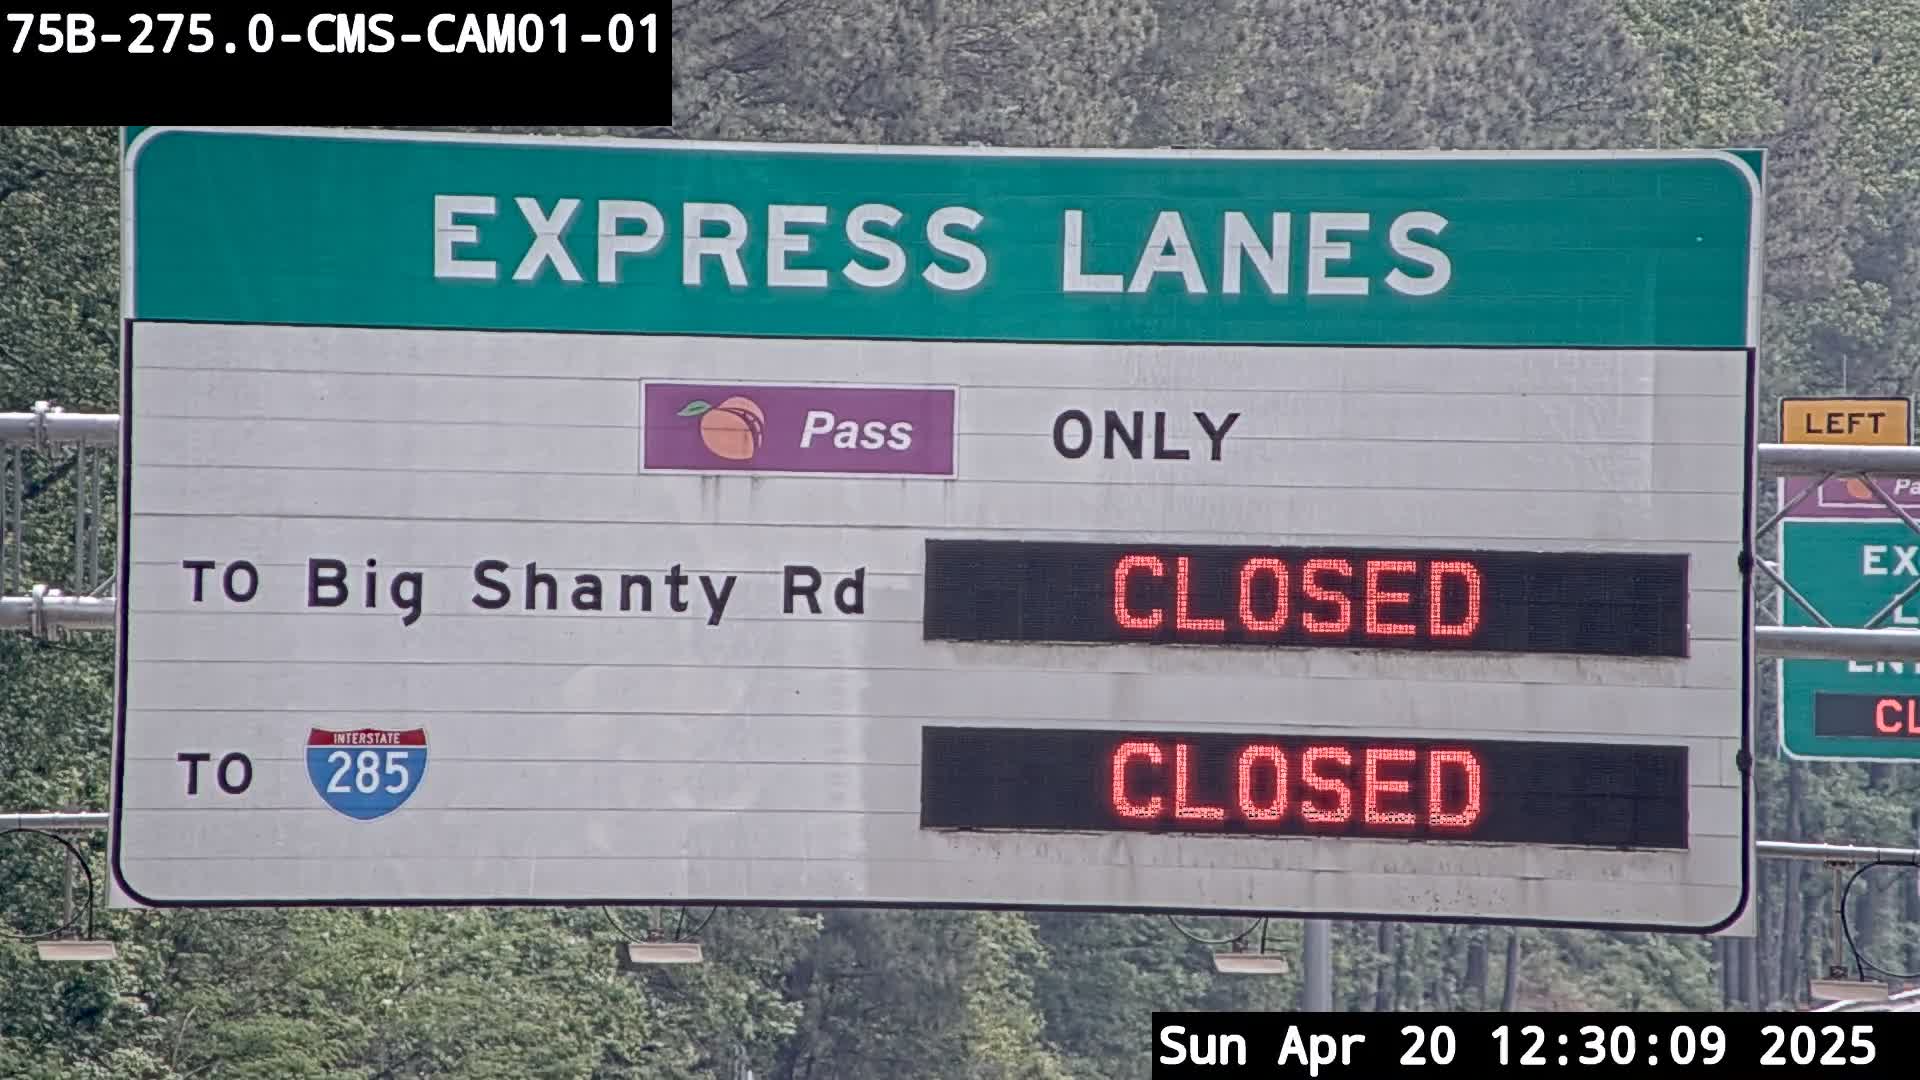 75B-275.0-CMS-CAM01-01
EXPRESS LANES
Pass ONLY
TO Big Shanty Rd CLOSED
TO INTERSTATE 285 CLOSED
LEFT
Sun Apr 20 12:30:09 2025